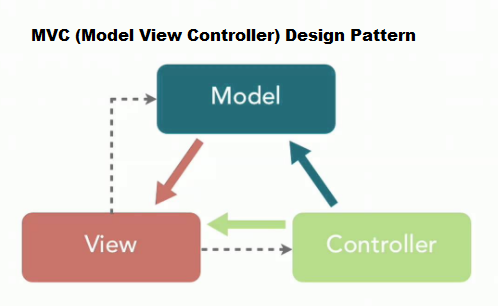 MVC (Model View Controller) Design Pattern
Model
View
Controller